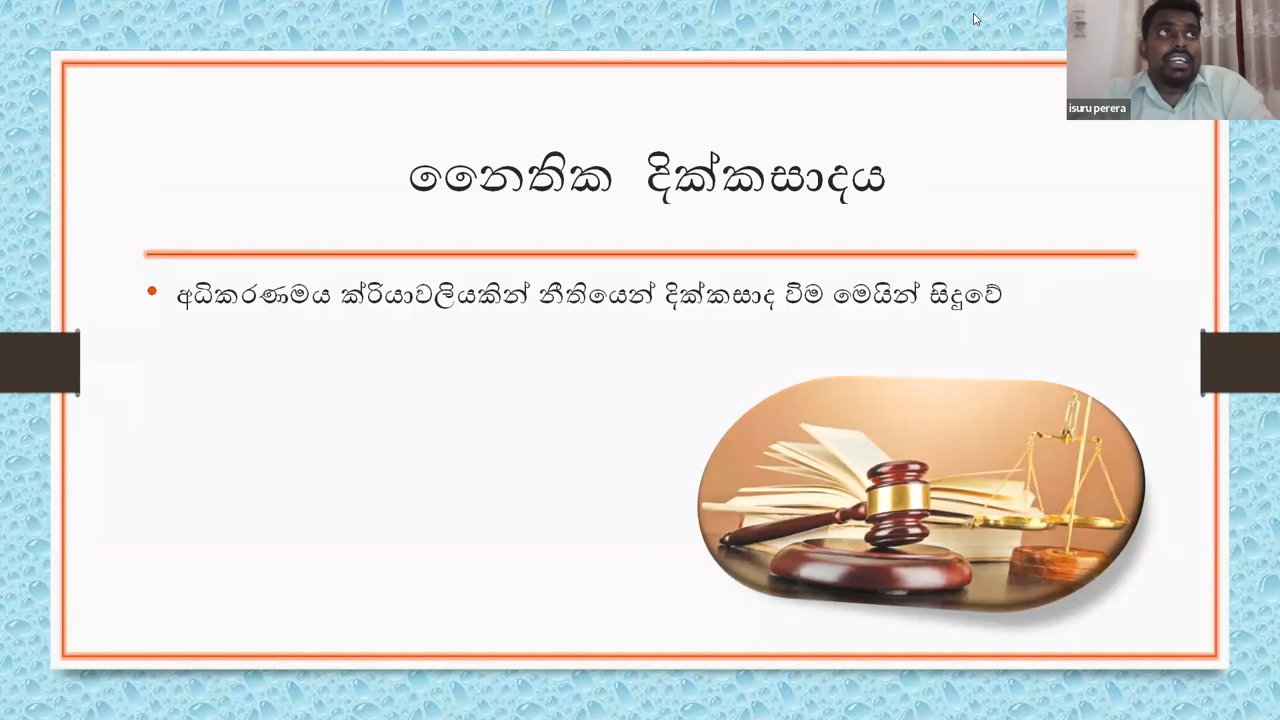 isuru perera
නෛතික දික්කසාදය
අධිකරණමය ක්රියාවලියකින් නීතියෙන් දික්කසාද වීම මෙයින් සිදුවේ